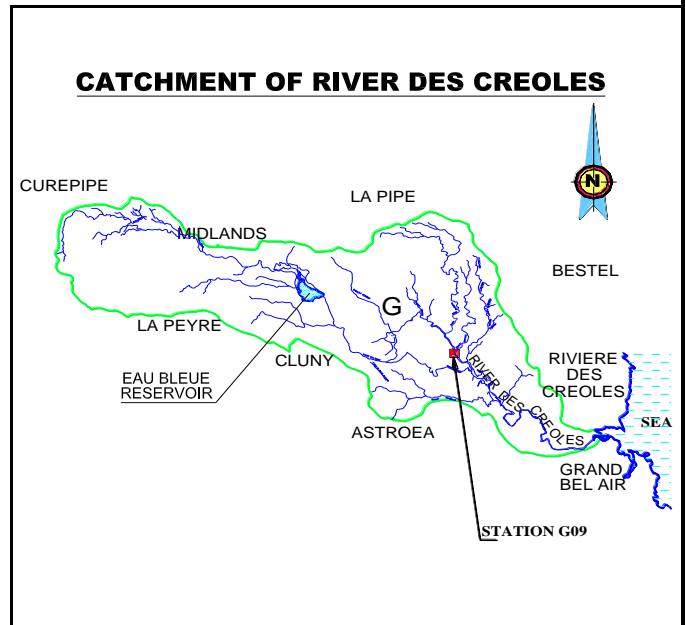 CATCHMENT OF RIVER DES CREOLES
N
CUREPIPE
LA PIPE
MIDLANDS
BESTEL
G
LA PEYRE
CLUNY
EAU BLEUE
RESERVOIR
RIVER DES CREOLES
RIVIERE
DES
CREOLES
SEA
ASTROEA
GRAND
BEL AIR
STATION G09